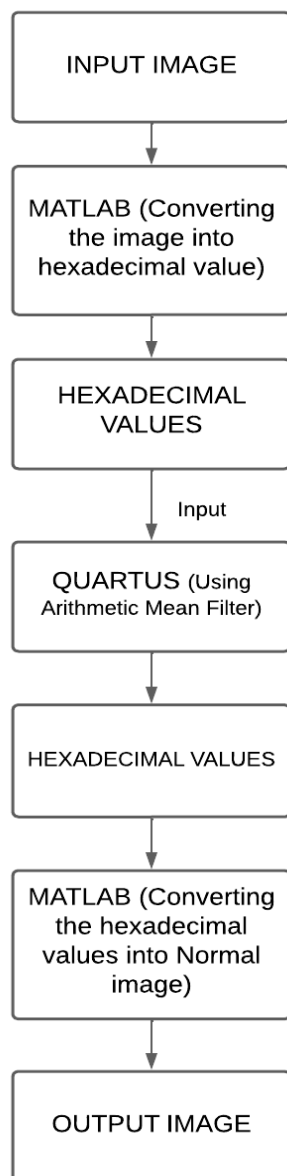 INPUT IMAGE
MATLAB (Converting
the image into
hexadecimal value)
HEXADECIMAL
VALUES
Input
QUARTUS (Using
Arithmetic Mean Filter)
HEXADECIMAL VALUES
MATLAB (Converting
the hexadecimal
values into Normal
image)
OUTPUT IMAGE